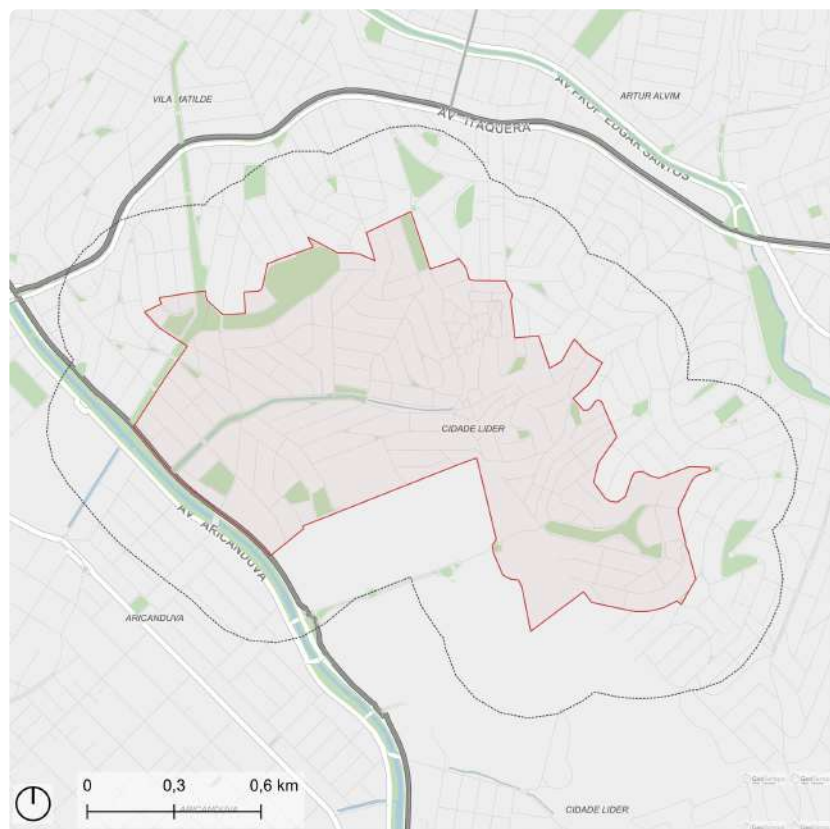 VILA MATILDE
ARTUR ALVIM
AV PROF EDGAR SANTOS
AV ITAQUERA
CIDADE LIDER
AV ARICANDUVA
ARICANDUVA
0 0,3 0,6 km
ARICANDUVA
CIDADE LIDER